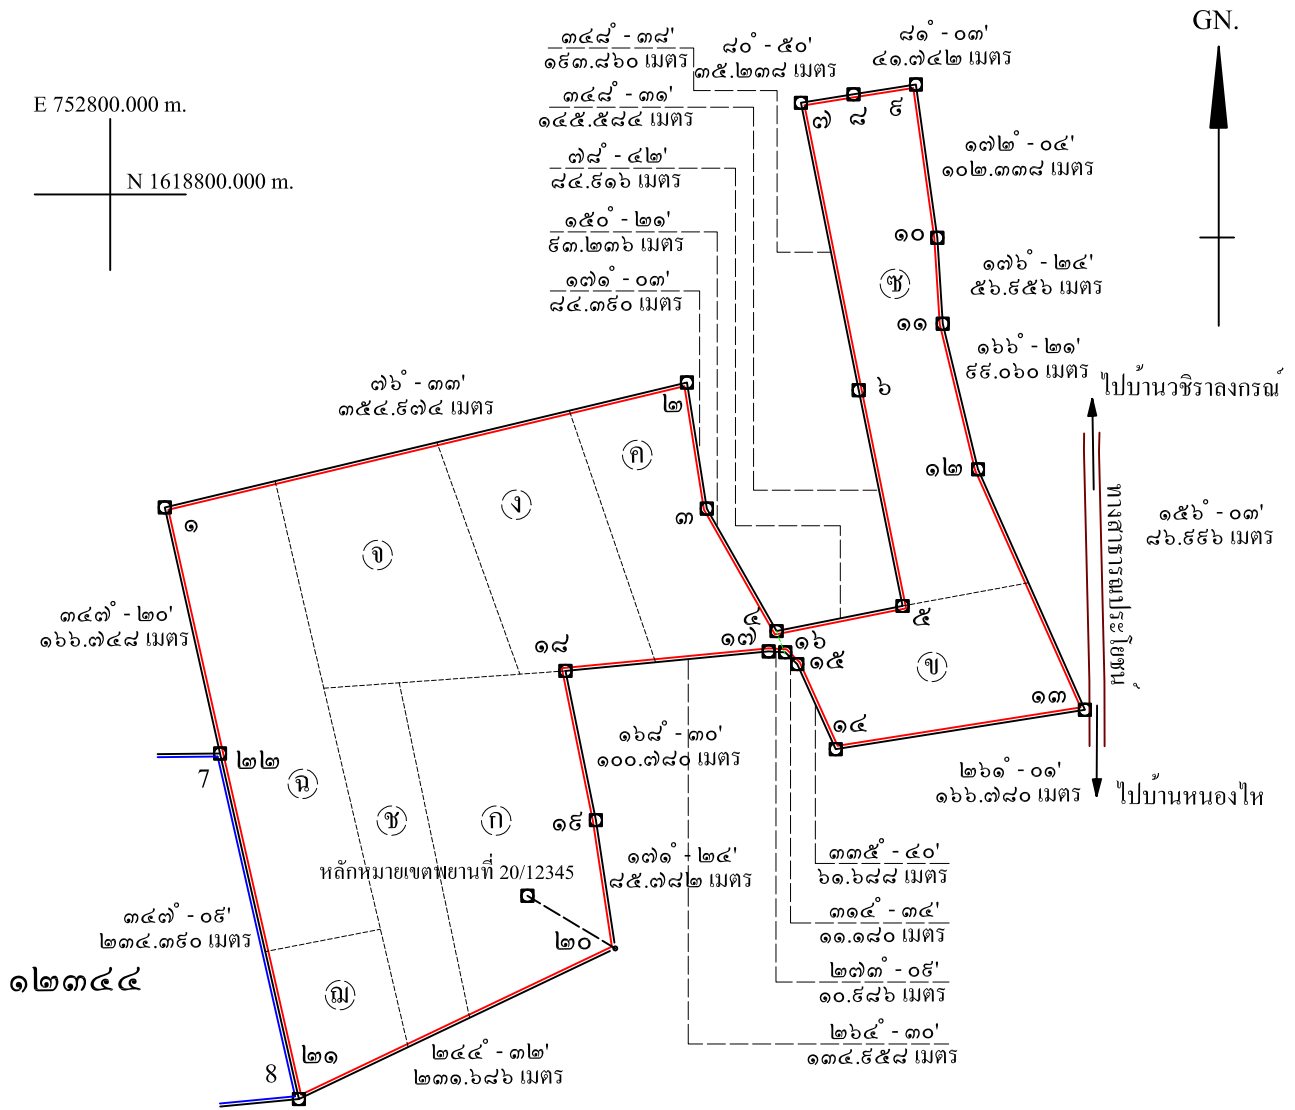 GN.
E 752800.000 m.
N 1618800.000 m.
๓๔๘° - ๓๘'
๑๙๓.๘๖๐ เมตร
๘๐° - ๕๐'
๓๕.๒๓๘ เมตร
๘๑° - ๐๓'
๔๑.๗๔๒ เมตร
๓๔๘° - ๓๑'
๑๔๕.๕๘๔ เมตร
๗๘° - ๔๒'
๘๔.๙๑๖ เมตร
๑๕๐° - ๒๑'
๙๓.๒๓๖ เมตร
๑๗๑° - ๐๓'
๘๔.๓๙๐ เมตร
๗
๘
๙
๑๗๒° - ๐๔'
๑๐๒.๓๓๘ เมตร
๑๐
๑๗๖° - ๒๔'
๕๖.๙๕๖ เมตร
ซ
๑๑
๑๖๖° - ๒๑'
๙๙.๐๖๐ เมตร
ไปบ้านวชิราลงกรณ์
๗๖° - ๓๓'
๓๕๔.๙๗๔ เมตร
๒
๖
ค
ง
จ
๑
๓
๑๒
ทางสาธารณประโยชน์
๑๕๖° - ๐๓'
๘๖.๙๙๖ เมตร
๓๔๗° - ๒๐'
๑๖๖.๗๔๘ เมตร
๔
๕
๑๘
๑๗
๑๖
๑๕
ข
๑๓
๑๔
๒๖๑° - ๐๑'
๑๖๖.๗๘๐ เมตร
ไปบ้านหนองไห
7
๒๒
ฉ
ช
ก
๑๖๘° - ๓๐'
๑๐๐.๗๘๐ เมตร
๑๙
หลักหมายเขตพยานที่ 20/12345
๑๗๑° - ๒๔'
๘๕.๗๘๒ เมตร
๓๓๕° - ๔๐'
๖๑.๖๘๘ เมตร
๓๑๔° - ๓๔'
๑๑.๑๘๐ เมตร
๓๔๗° - ๐๙'
๒๓๔.๓๙๐ เมตร
๒๐
๑๒๓๔๔
ฌ
๒๗๓° - ๐๙'
๑๐.๙๘๖ เมตร
๒๖๔° - ๓๐'
๑๓๔.๙๕๘ เมตร
8
๒๑
๒๔๔° - ๓๒'
๒๓๑.๖๘๖ เมตร